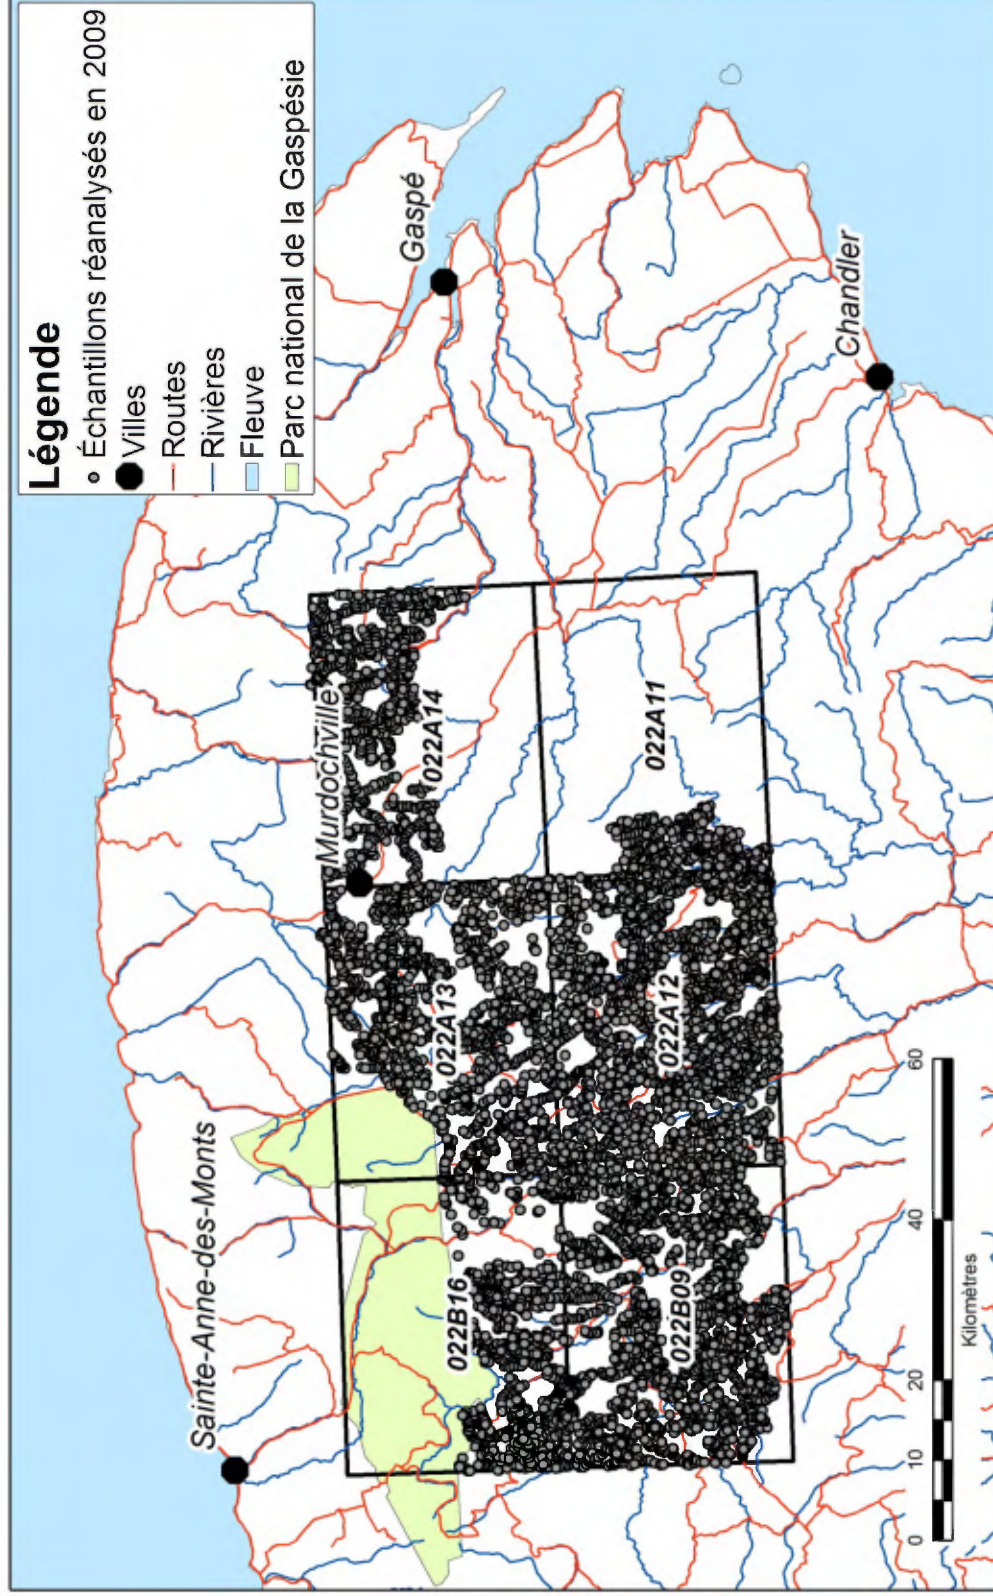 Légende
Échantillons réanalysés en 2009
Villes
Routes
Rivières
Fleuve
Parc national de la Gaspésie
Sainte-Anne-des-Monts
Murdochville
Gaspé
Chandler
022B16
022A13
022A14
022B09
022A12
022A11
0 10 20 40 60
Kilomètres